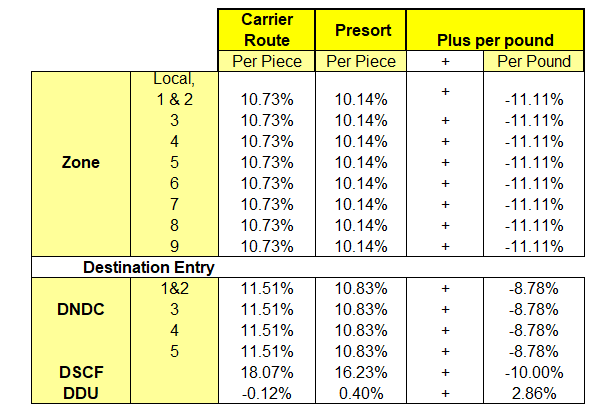 Carrier Route Presort Plus per pound
Per Piece Per Piece + Per Pound
Local, 1 & 2 10.73% 10.14% + -11.11%
3 10.73% 10.14% + -11.11%
4 10.73% 10.14% + -11.11%
Zone 5 10.73% 10.14% + -11.11%
6 10.73% 10.14% + -11.11%
7 10.73% 10.14% + -11.11%
8 10.73% 10.14% + -11.11%
9 10.73% 10.14% + -11.11%
Destination Entry
1&2 11.51% 10.83% + -8.78%
DNDC 3 11.51% 10.83% + -8.78%
4 11.51% 10.83% + -8.78%
5 11.51% 10.83% + -8.78%
DSCF 18.07% 16.23% + -10.00%
DDU -0.12% 0.40% + 2.86%